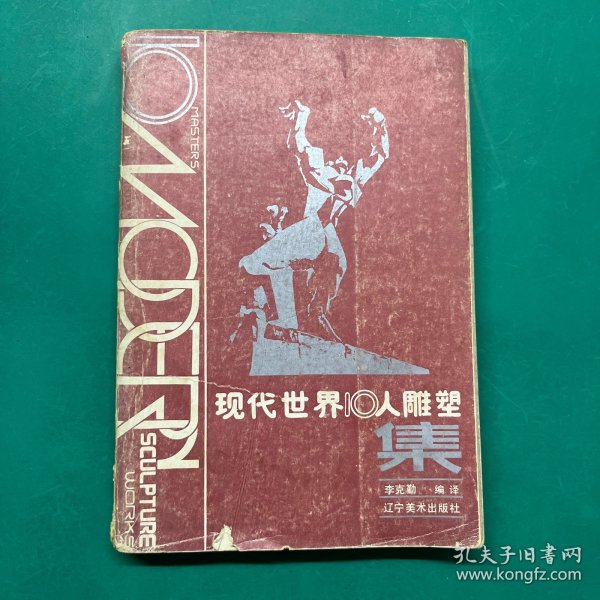 10
MASTERS'
MODERN
SCULPTURE
WORKS
现代世界10人雕塑
集
李克勤 编译
辽宁美术出版社
孔夫子旧书网
www.kongfz.com